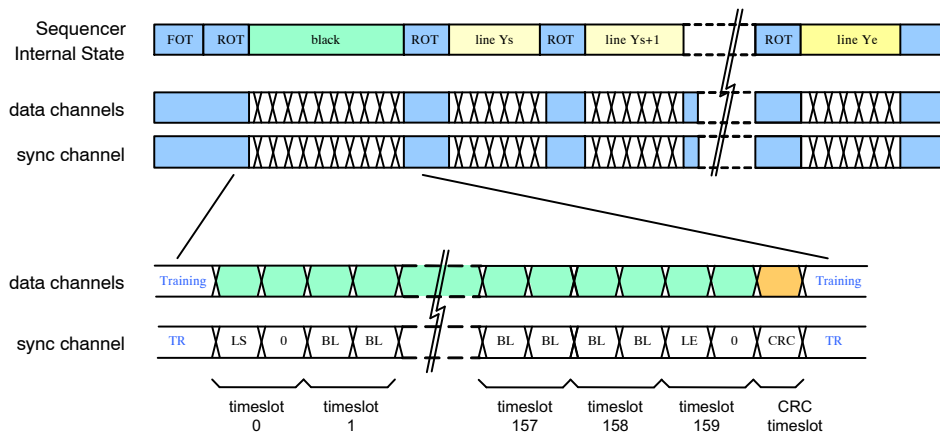 Sequencer
Internal State
FOT ROT black ROT line Ys ROT line Ys+1 ROT line Ye
data channels
sync channel
data channels Training Training
sync channel TR LS 0 BL BL BL BL BL BL LE 0 CRC TR
timeslot timeslot timeslot timeslot timeslot CRC
0 1 157 158 159 timeslot